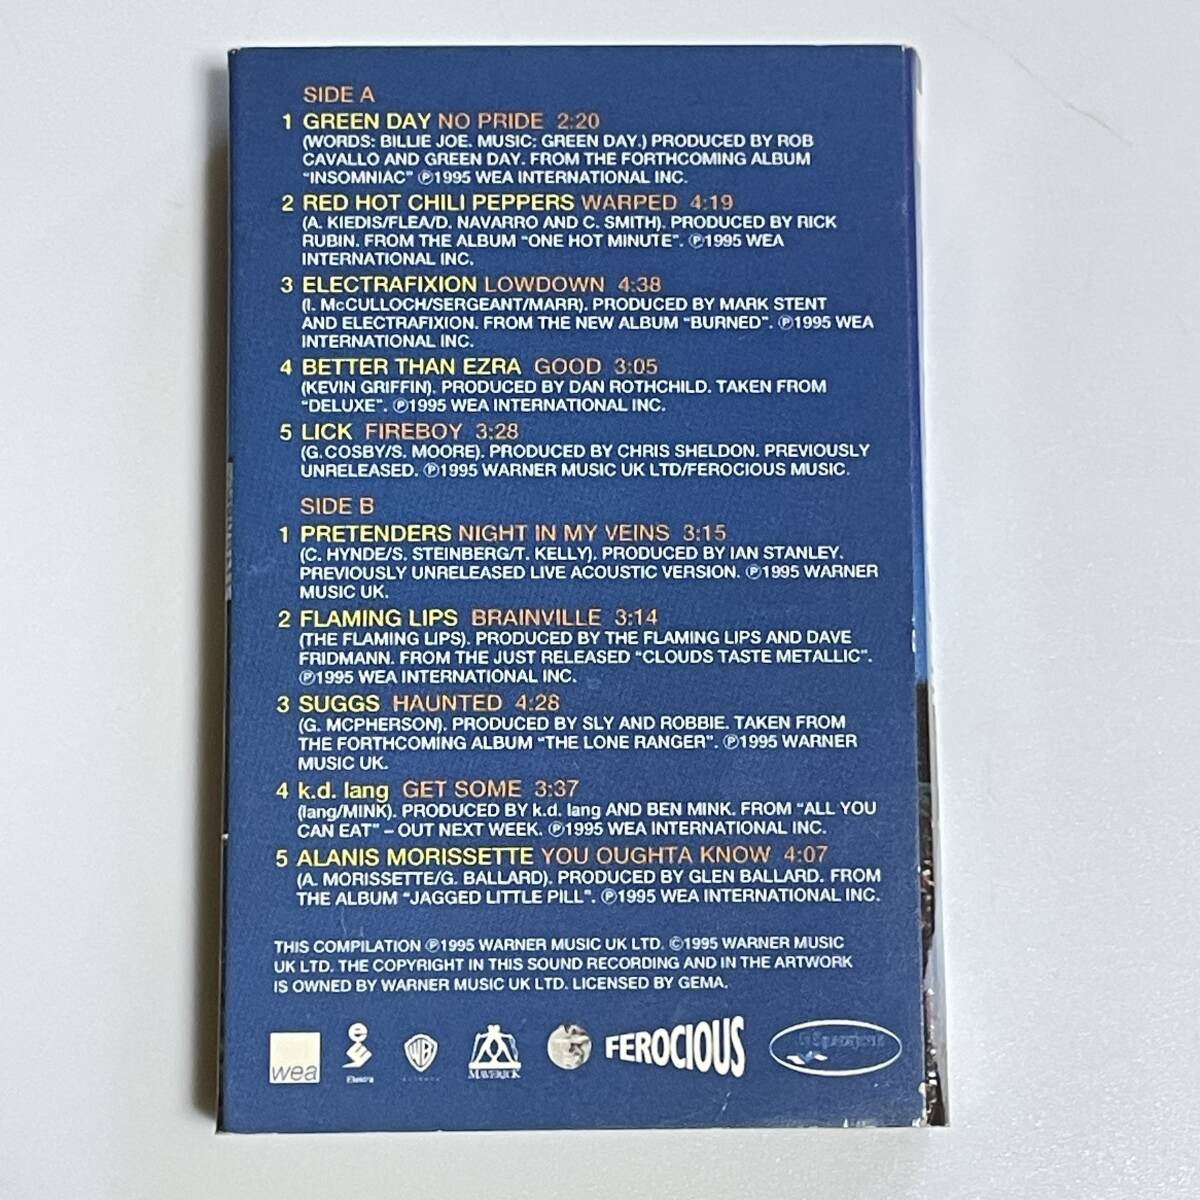 SIDE A
1 GREEN DAY NO PRIDE 2:20
(WORDS: BILLIE JOE. MUSIC: GREEN DAY.) PRODUCED BY ROB
CAVALLO AND GREEN DAY. FROM THE FORTHCOMING ALBUM
"INSOMNIAC" ℗1995 WEA INTERNATIONAL INC.
2 RED HOT CHILI PEPPERS WARPED 4:19
(A. KIEDIS/FLEA/D. NAVARRO AND C. SMITH). PRODUCED BY RICK
RUBIN. FROM THE ALBUM "ONE HOT MINUTE". ℗1995 WEA
INTERNATIONAL INC.
3 ELECTRAFIXION LOWDOWN 4:38
(I. McCULLOCH/SERGEANT/MARR). PRODUCED BY MARK STENT
AND ELECTRAFIXION. FROM THE NEW ALBUM "BURNED". ℗1995 WEA
INTERNATIONAL INC.
4 BETTER THAN EZRA GOOD 3:05
(KEVIN GRIFFIN). PRODUCED BY DAN ROTHCHILD. TAKEN FROM
"DELUXE". ℗1995 WEA INTERNATIONAL INC.
5 LICK FIREBOY 3:28
(G. COSBY/S. MOORE). PRODUCED BY CHRIS SHELDON. PREVIOUSLY
UNRELEASED. ℗1995 WARNER MUSIC UK LTD/FEROCIOUS MUSIC.
SIDE B
1 PRETENDERS NIGHT IN MY VEINS 3:15
(C. HYNDE/S. STEINBERG/T. KELLY). PRODUCED BY IAN STANLEY.
PREVIOUSLY UNRELEASED LIVE ACOUSTIC VERSION. ℗1995 WARNER
MUSIC UK.
2 FLAMING LIPS BRAINVILLE 3:14
(THE FLAMING LIPS). PRODUCED BY THE FLAMING LIPS AND DAVE
FRIDMANN. FROM THE JUST RELEASED "CLOUDS TASTE METALLIC".
℗1995 WEA INTERNATIONAL INC.
3 SUGGS HAUNTED 4:28
(G. MCPHERSON). PRODUCED BY SLY AND ROBBIE. TAKEN FROM
THE FORTHCOMING ALBUM "THE LONE RANGER". ℗1995 WARNER
MUSIC UK.
4 k.d. lang GET SOME 3:37
(lang/MINK). PRODUCED BY k.d. lang AND BEN MINK. FROM "ALL YOU
CAN EAT" – OUT NEXT WEEK. ℗1995 WEA INTERNATIONAL INC.
5 ALANIS MORISSETTE YOU OUGHTA KNOW 4:07
(A. MORISSETTE/G. BALLARD). PRODUCED BY GLEN BALLARD. FROM
THE ALBUM "JAGGED LITTLE PILL". ℗1995 WEA INTERNATIONAL INC.
THIS COMPILATION ℗1995 WARNER MUSIC UK LTD. ©1995 WARNER MUSIC
UK LTD. THE COPYRIGHT IN THIS SOUND RECORDING AND IN THE ARTWORK
IS OWNED BY WARNER MUSIC UK LTD. LICENSED BY GEMA.
wea Elektra WB MAVERICK FEROCIOUS